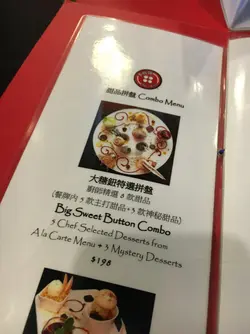 甜品拼盤 Combo Menu
大糖鈕特選拼盤
廚師精選 8 款甜品
(餐牌內 5 款主打甜品+3 款神秘甜品)
Big Sweet Button Combo
5 Chef Selected Desserts from
A la Carte Menu + 3 Mystery Desserts
$198